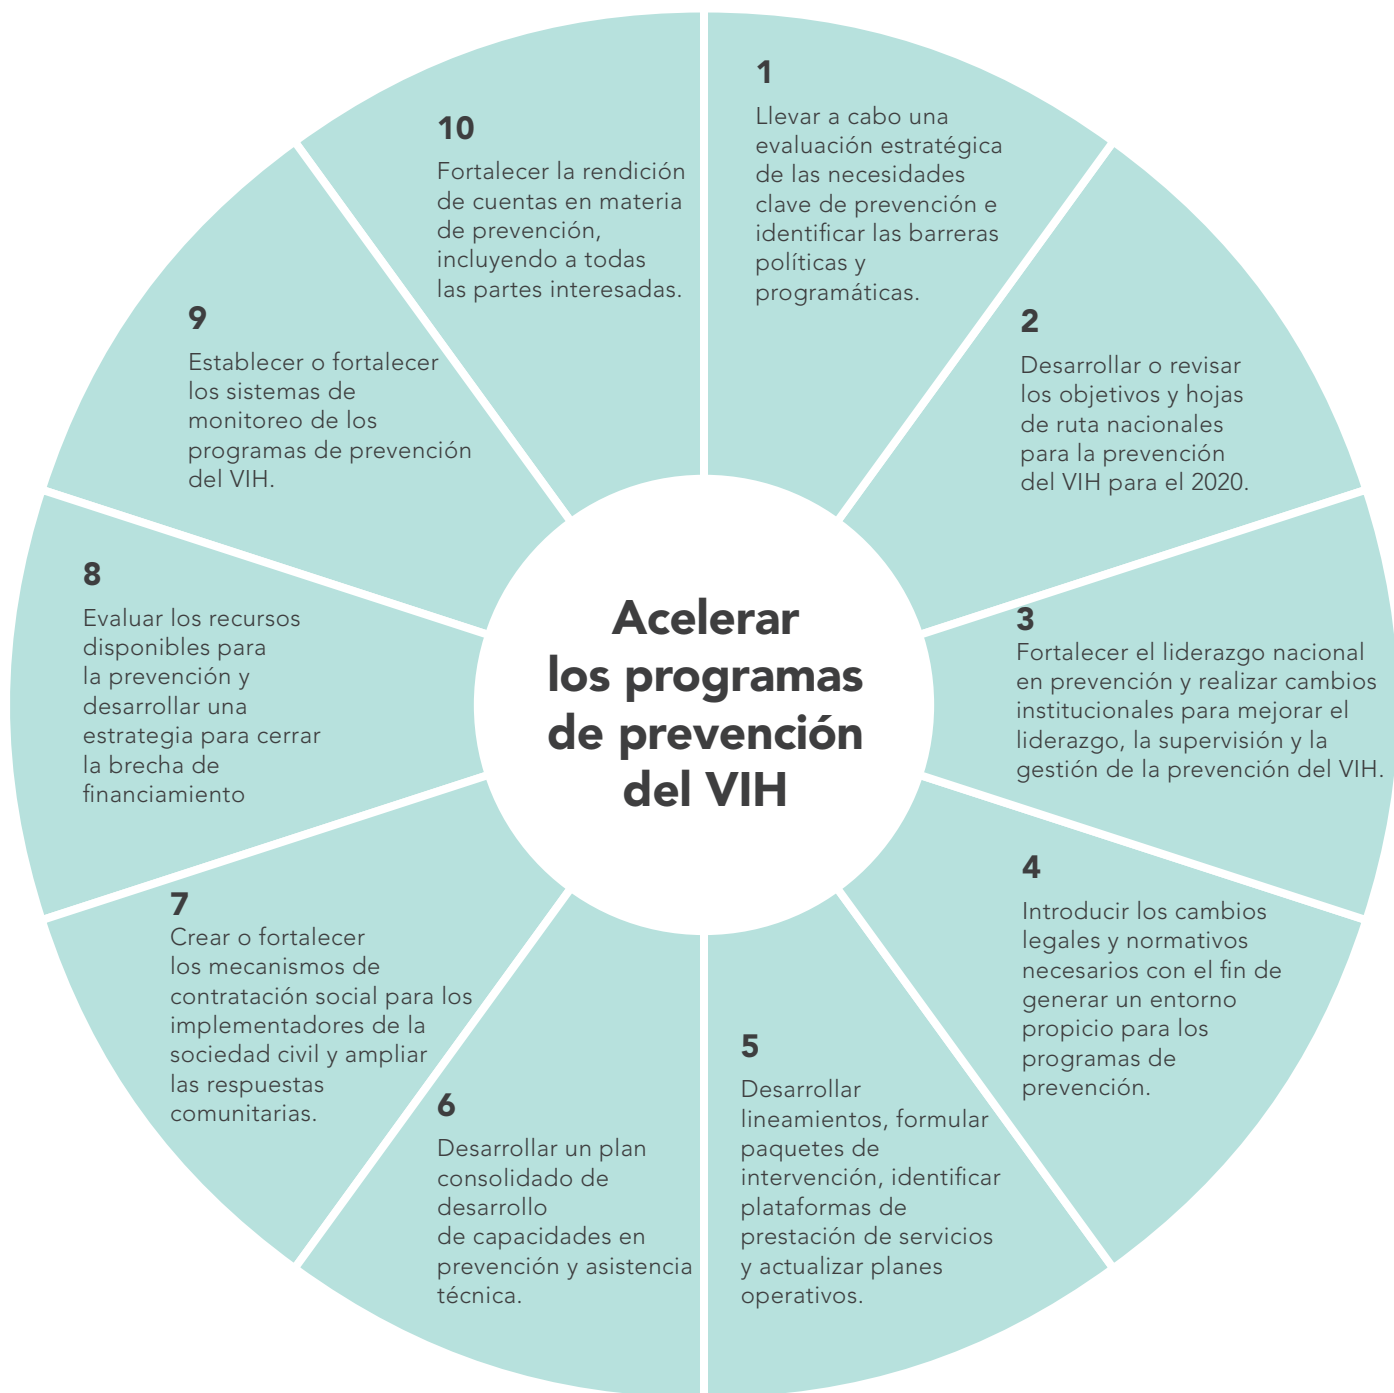 1
Llevar a cabo una
evaluación estratégica
de las necesidades
clave de prevención e
identificar las barreras
políticas y
programáticas.
2
Desarrollar o revisar
los objetivos y hojas
de ruta nacionales
para la prevención
del VIH para el 2020.
3
Fortalecer el liderazgo nacional
en prevención y realizar cambios
institucionales para mejorar el
liderazgo, la supervisión y la
gestión de la prevención del VIH.
4
Introducir los cambios
legales y normativos
necesarios con el fin de
generar un entorno
propicio para los
programas de
prevención.
5
Desarrollar
lineamientos, formular
paquetes de
intervención, identificar
plataformas de
prestación de servicios
y actualizar planes
operativos.
6
Desarrollar un plan
consolidado de
desarrollo
de capacidades en
prevención y asistencia
técnica.
7
Crear o fortalecer
los mecanismos de
contratación social para los
implementadores de la
sociedad civil y ampliar
las respuestas
comunitarias.
8
Evaluar los recursos
disponibles para
la prevención y
desarrollar una
estrategia para cerrar
la brecha de
financiamiento
9
Establecer o fortalecer
los sistemas de
monitoreo de los
programas de prevención
del VIH.
10
Fortalecer la rendición
de cuentas en materia
de prevención,
incluyendo a todas
las partes interesadas.
Acelerar
los programas
de prevención
del VIH